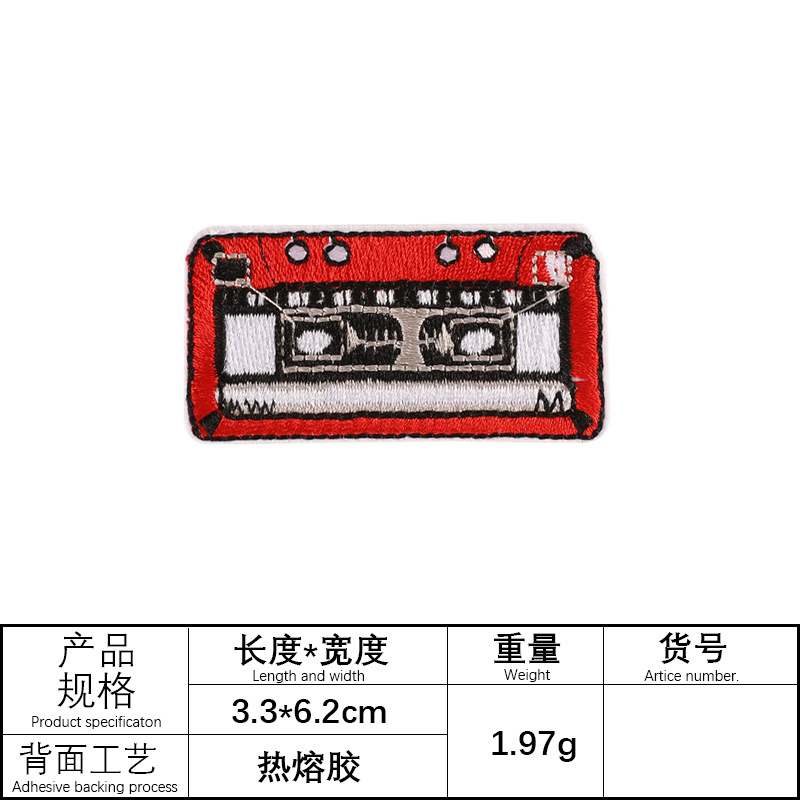 产品
规格
Product specificaton
长度*宽度
Length and width
重量
Weight
货号
Artice number.
3.3*6.2cm
1.97g
背面工艺
Adhesive backing process
热熔胶